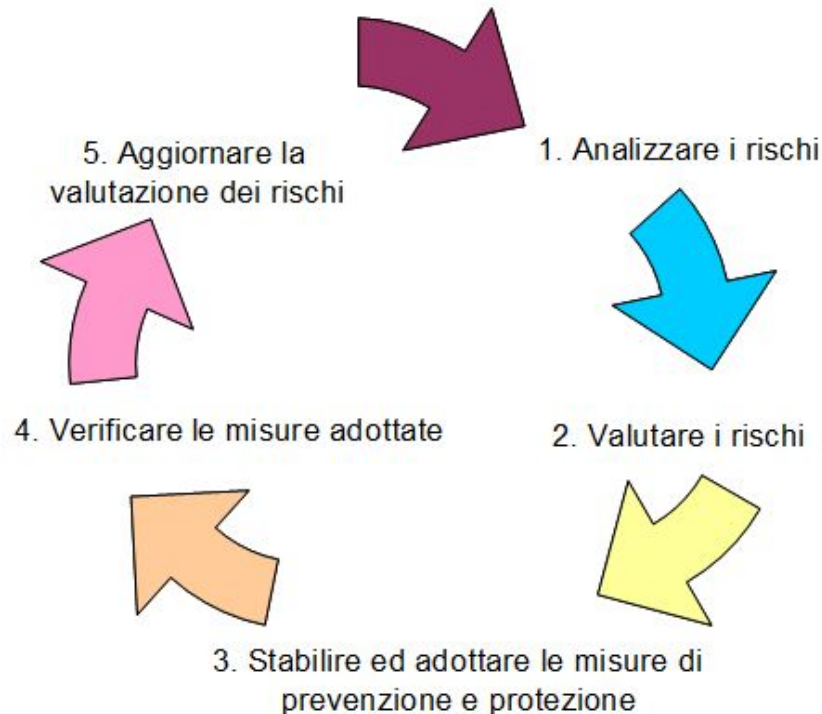 1. Analizzare i rischi
2. Valutare i rischi
3. Stabilire ed adottare le misure di
prevenzione e protezione
4. Verificare le misure adottate
5. Aggiornare la
valutazione dei rischi